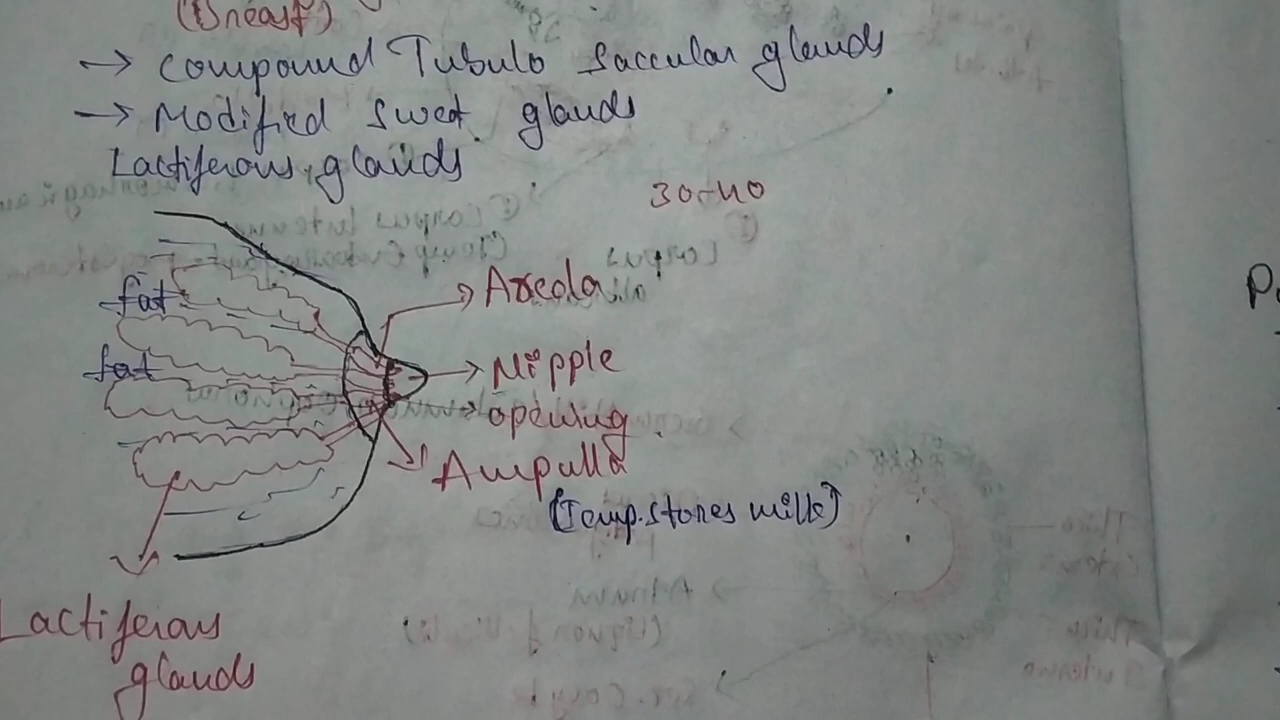 (Breast)
→ Compound Tubulo Saccular glands
→ Modified Swet glands
Lactiferous glands
30-40
fat
Areola
fat
Nipple
opening
Ampulla
(Temp. stores milk)
Lactiferous
glands